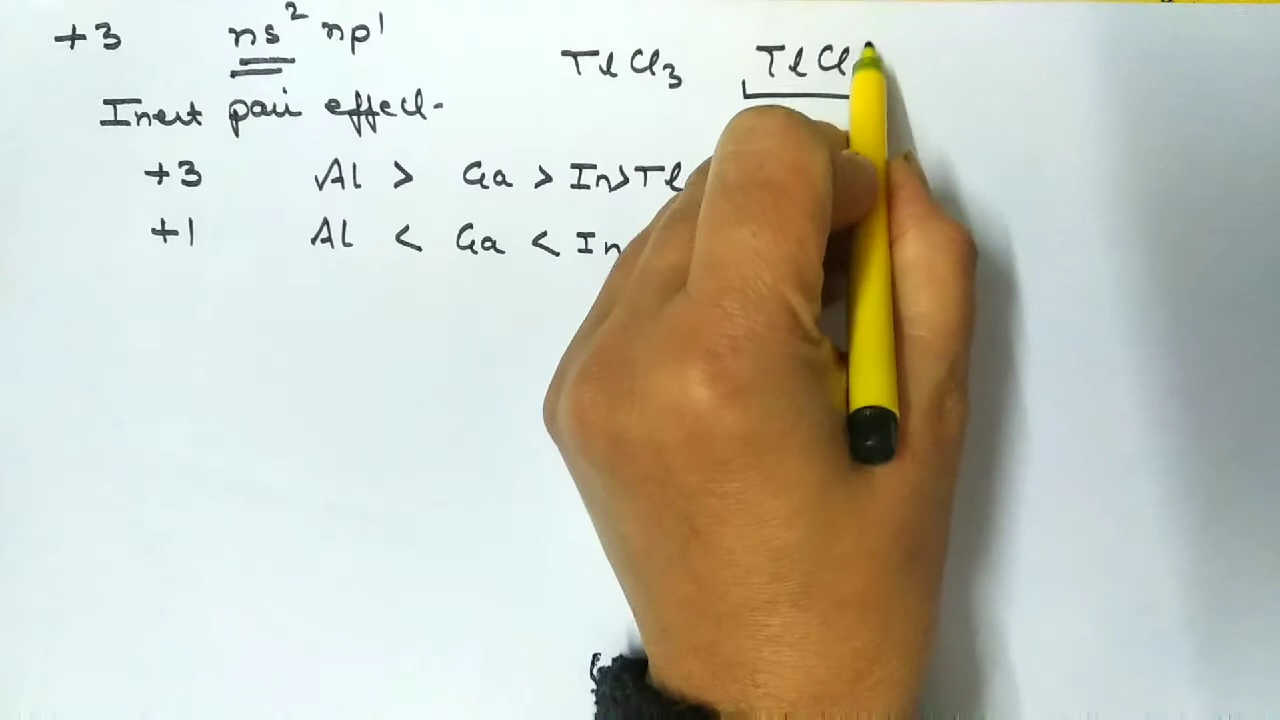 +3 ns² np¹
TlCl₃ TlCl
Inert pair effect.
+3 Al > Ga > In > Tl
+1 Al < Ga < In